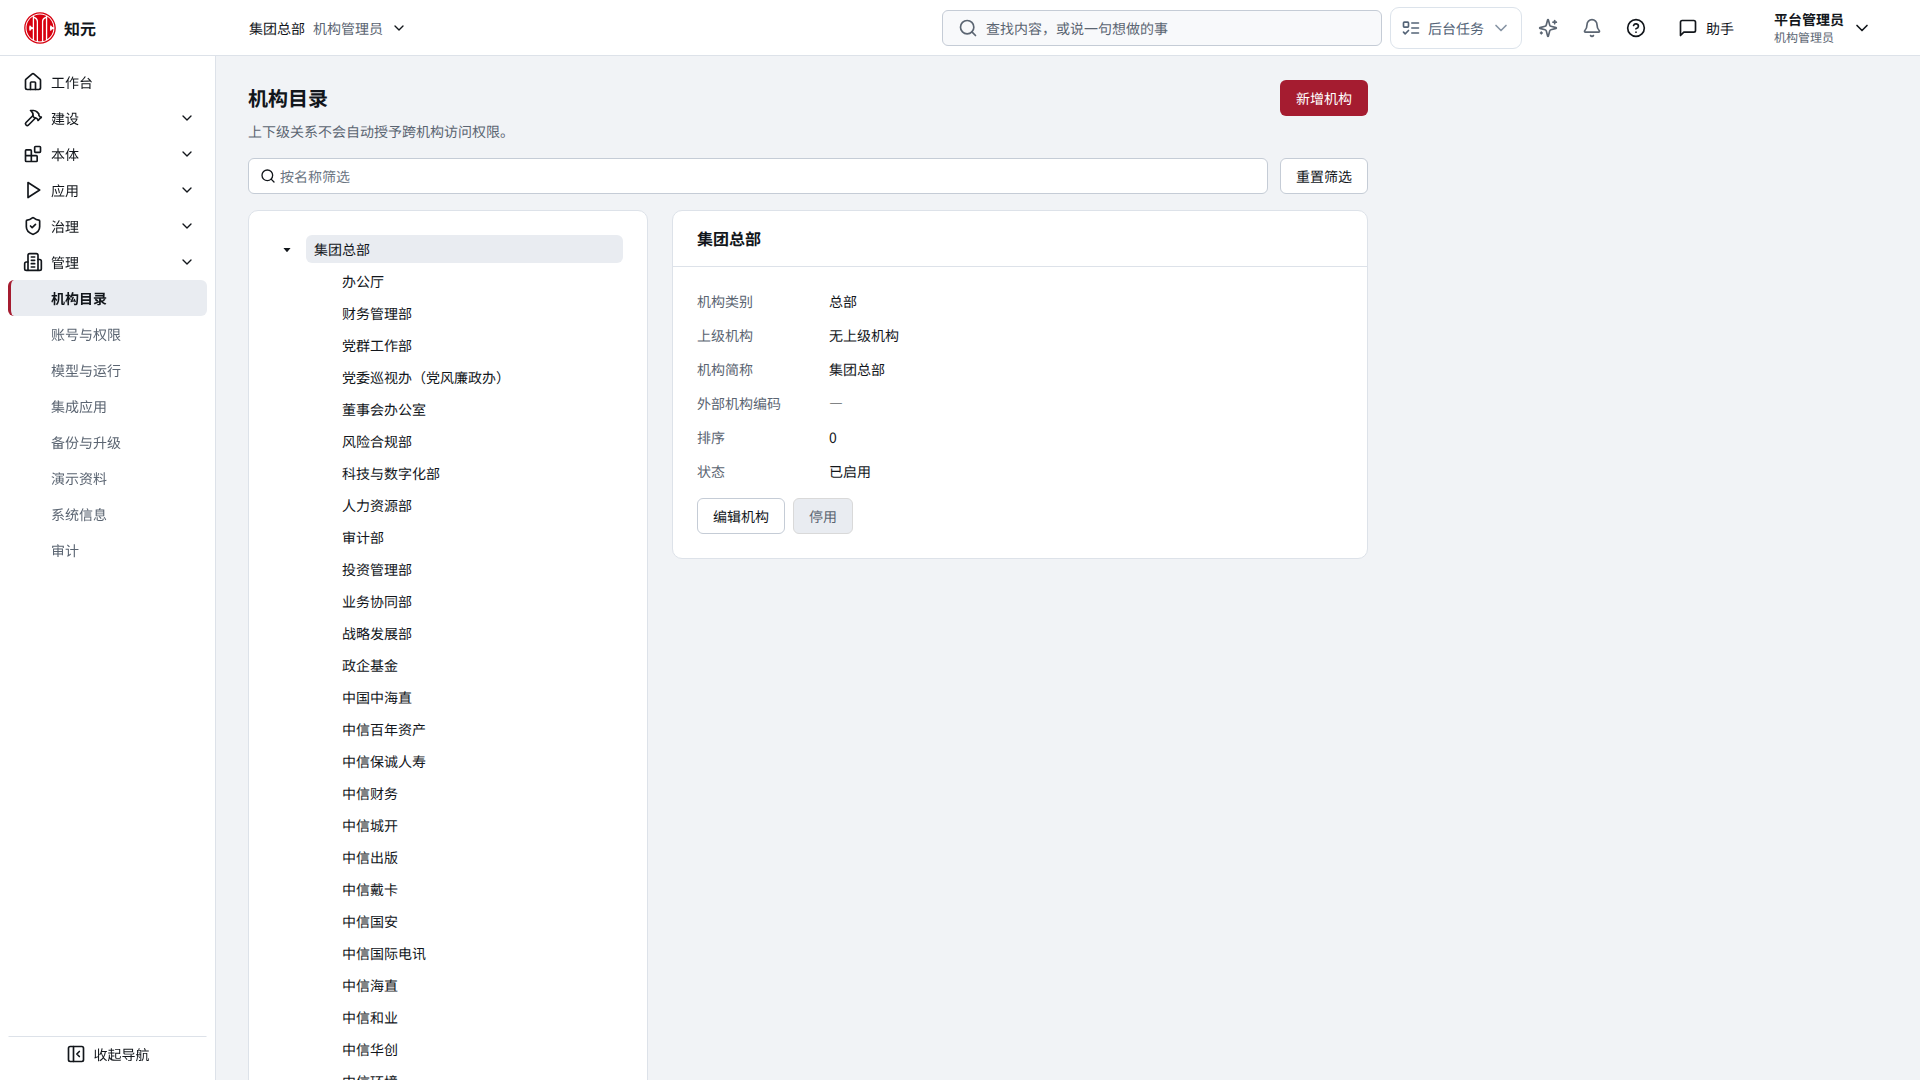 知元
集团总部 机构管理员
查找内容，或说一句想做的事
后台任务
助手
平台管理员
机构管理员
工作台
建设
本体
应用
治理
管理
机构目录
账号与权限
模型与运行
集成应用
备份与升级
演示资料
系统信息
审计
收起导航
机构目录
新增机构
上下级关系不会自动授予跨机构访问权限。
按名称筛选
重置筛选
集团总部
办公厅
财务管理部
党群工作部
党委巡视办（党风廉政办）
董事会办公室
风险合规部
科技与数字化部
人力资源部
审计部
投资管理部
业务协同部
战略发展部
政企基金
中国中海直
中信百年资产
中信保诚人寿
中信财务
中信城开
中信出版
中信戴卡
中信国安
中信国际电讯
中信海直
中信和业
中信华创
中信环境
集团总部
机构类别 总部
上级机构 无上级机构
机构简称 集团总部
外部机构编码 —
排序 0
状态 已启用
编辑机构 停用